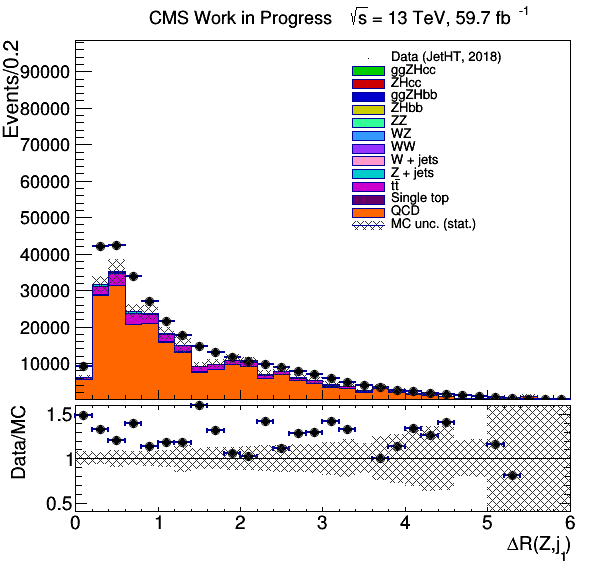 CMS Work in Progress √s = 13 TeV, 59.7 fb -1
Events/0.2
90000
80000
70000
60000
50000
40000
30000
20000
10000
Data (JetHT, 2018)
ggZHcc
ZHcc
ggZHbb
ZHbb
ZZ
WZ
WW
W + jets
Z + jets
tt̄
Single top
QCD
MC unc. (stat.)
Data/MC
1.5
1
0.5
0 1 2 3 4 5 6
ΔR(Z,j1)